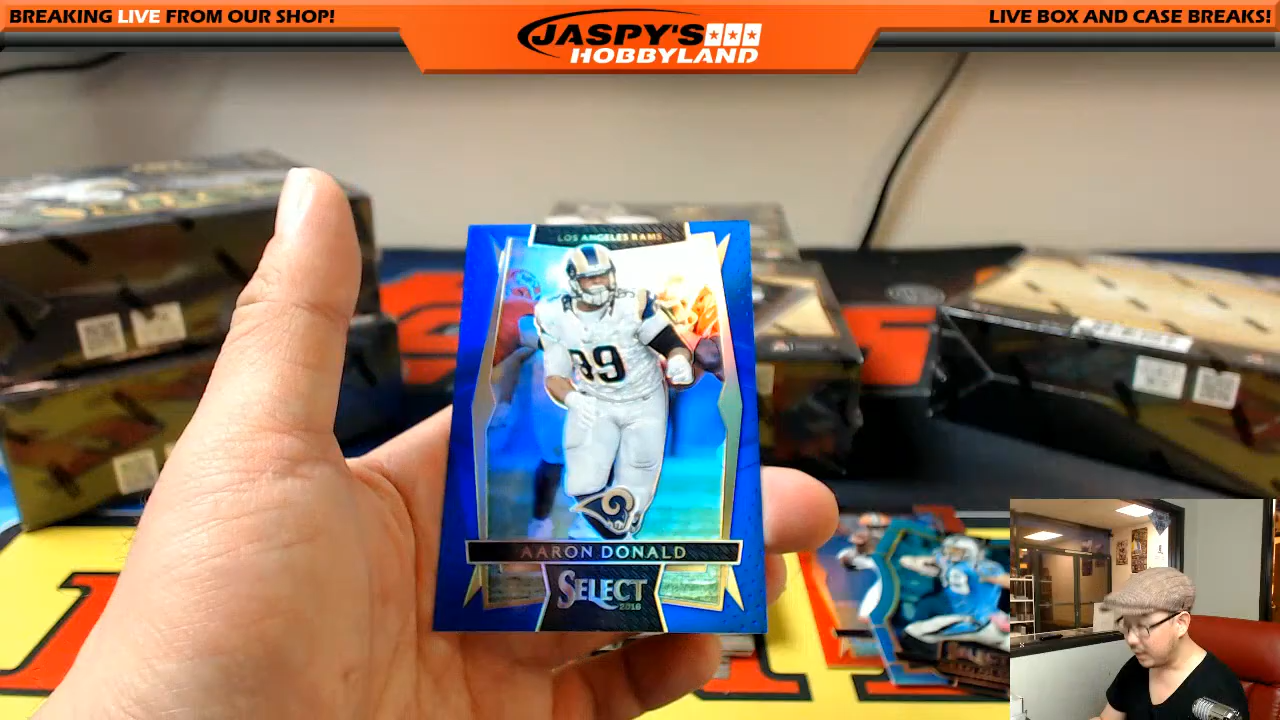 BREAKING LIVE FROM OUR SHOP!
JASPY'S
HOBBYLAND
LIVE BOX AND CASE BREAKS!
LOS ANGELES RAMS
99
AARON DONALD
SELECT
2016